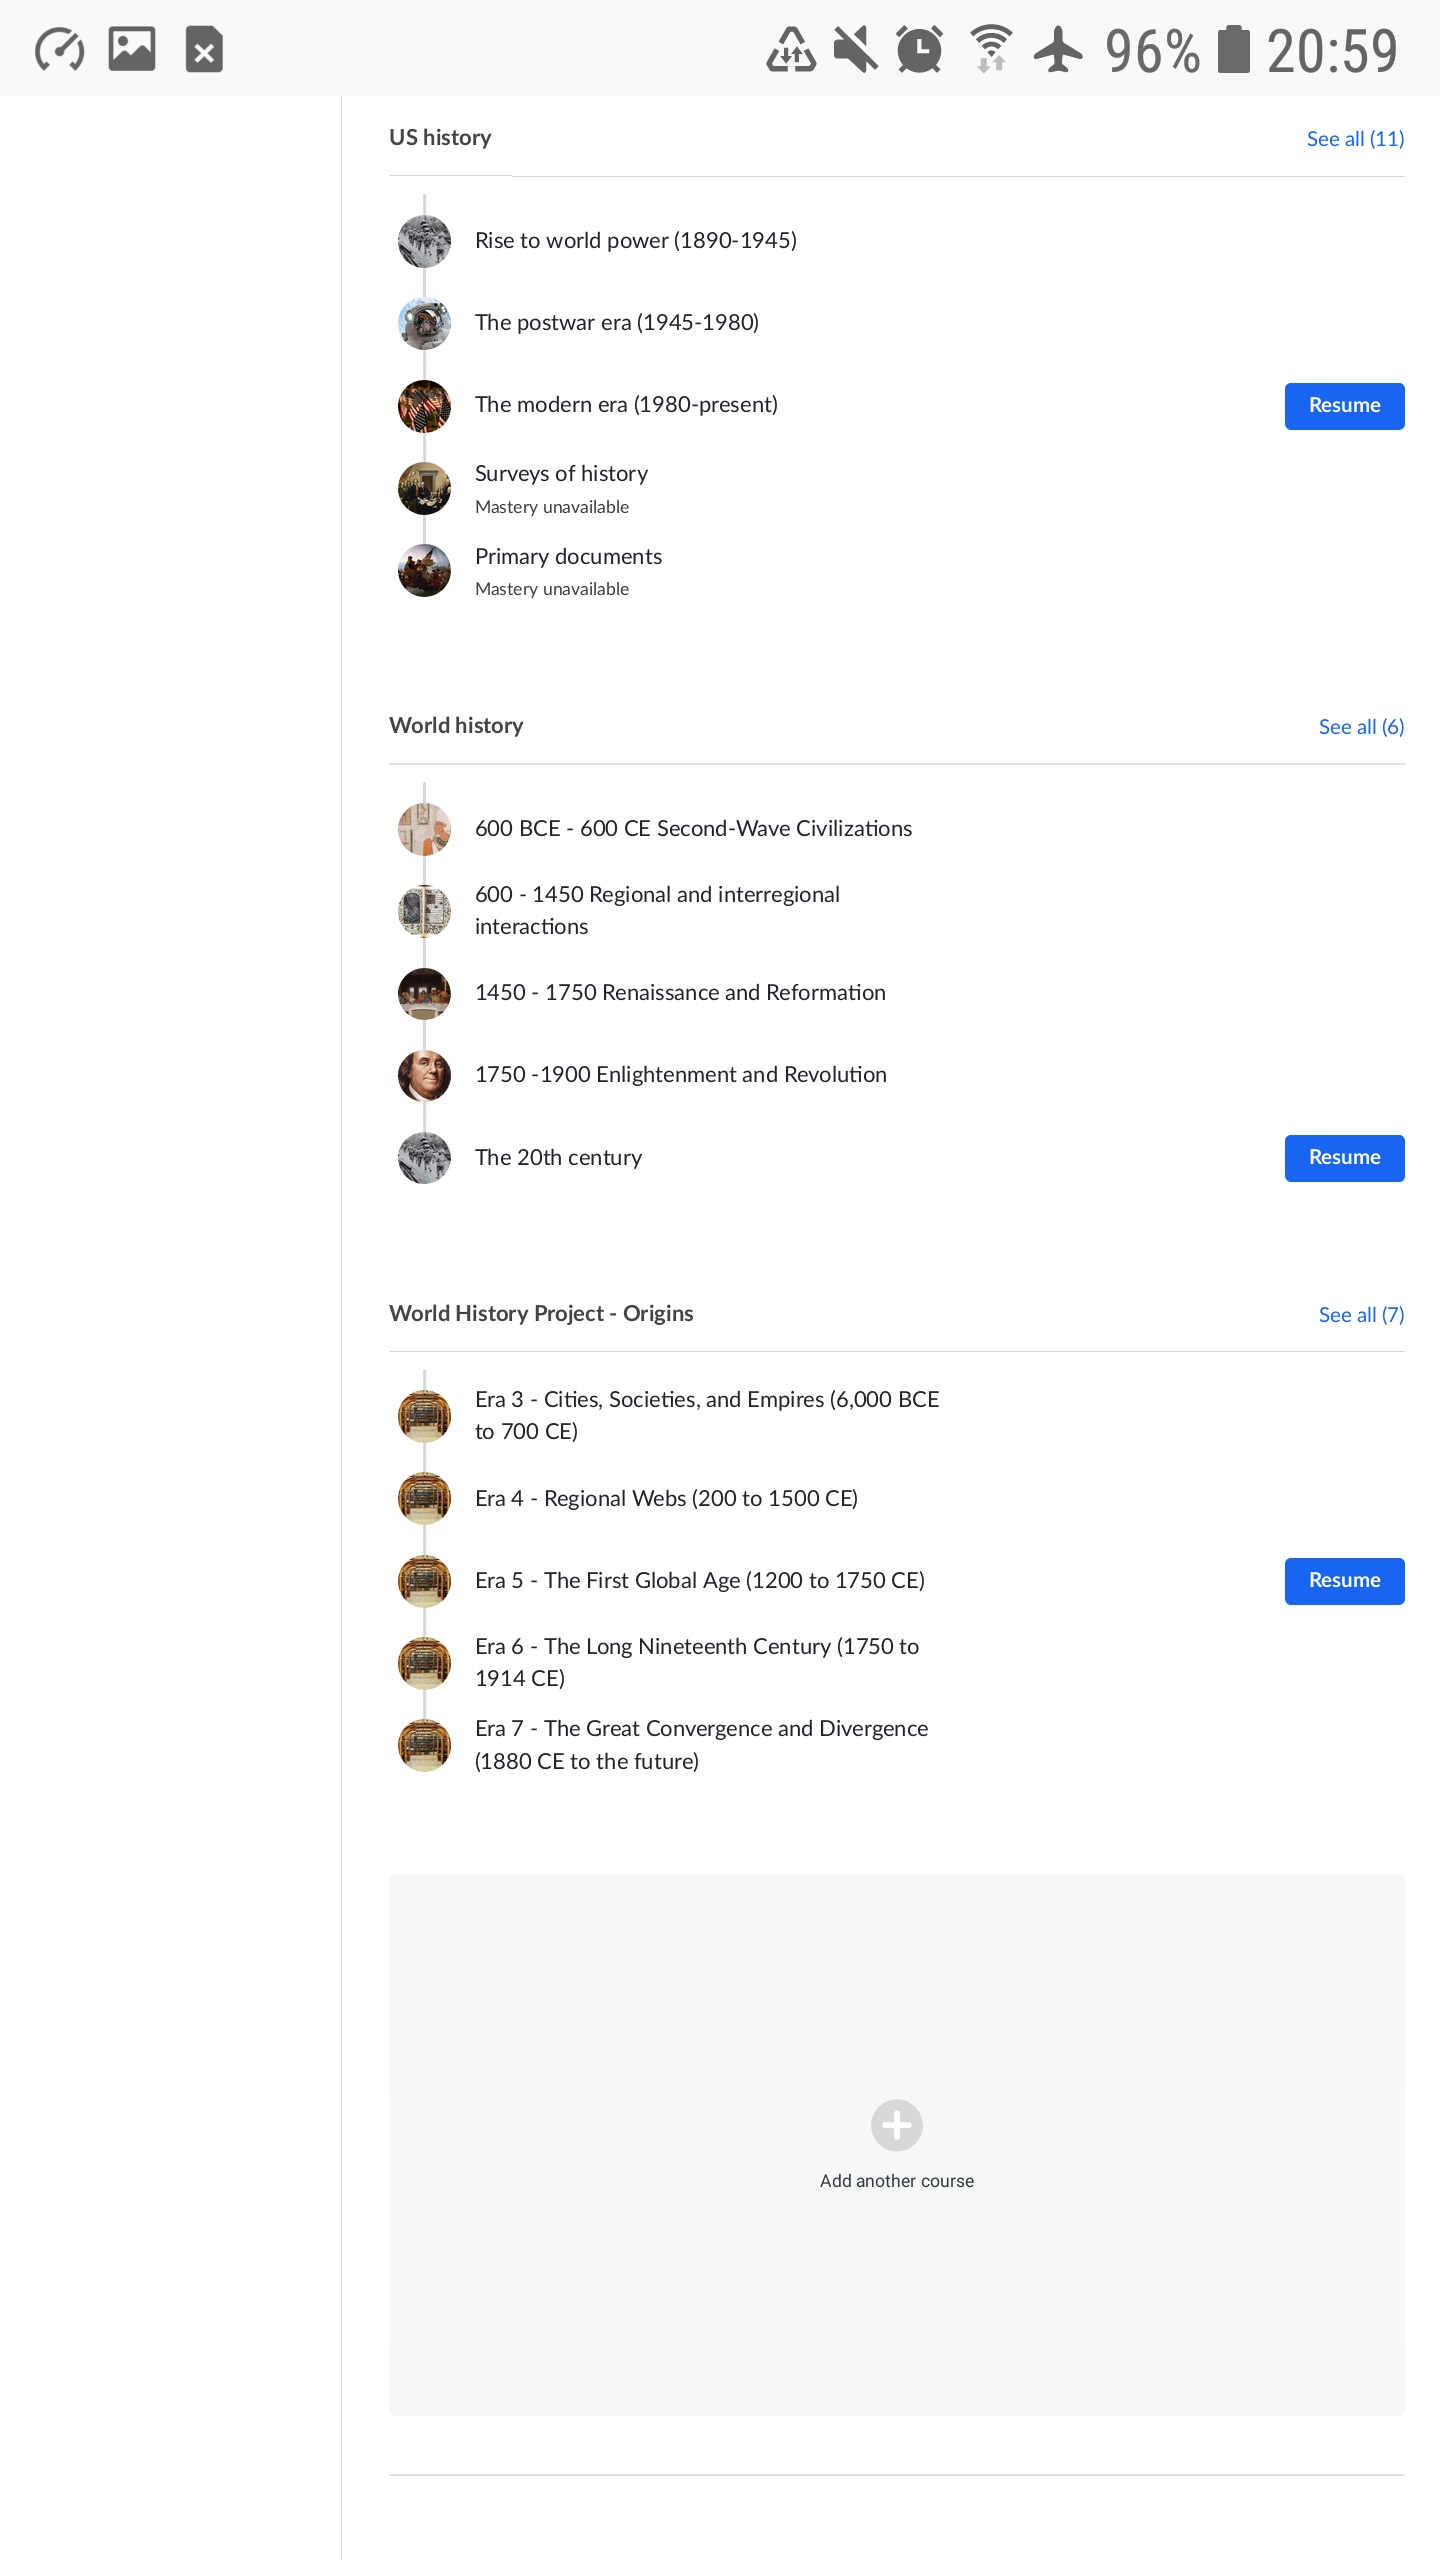 96% 20:59
US history
See all (11)
Rise to world power (1890-1945)
The postwar era (1945-1980)
The modern era (1980-present)
Resume
Surveys of history
Mastery unavailable
Primary documents
Mastery unavailable
World history
See all (6)
600 BCE - 600 CE Second-Wave Civilizations
600 - 1450 Regional and interregional
interactions
1450 - 1750 Renaissance and Reformation
1750 -1900 Enlightenment and Revolution
The 20th century
Resume
World History Project - Origins
See all (7)
Era 3 - Cities, Societies, and Empires (6,000 BCE
to 700 CE)
Era 4 - Regional Webs (200 to 1500 CE)
Era 5 - The First Global Age (1200 to 1750 CE)
Resume
Era 6 - The Long Nineteenth Century (1750 to
1914 CE)
Era 7 - The Great Convergence and Divergence
(1880 CE to the future)
Add another course